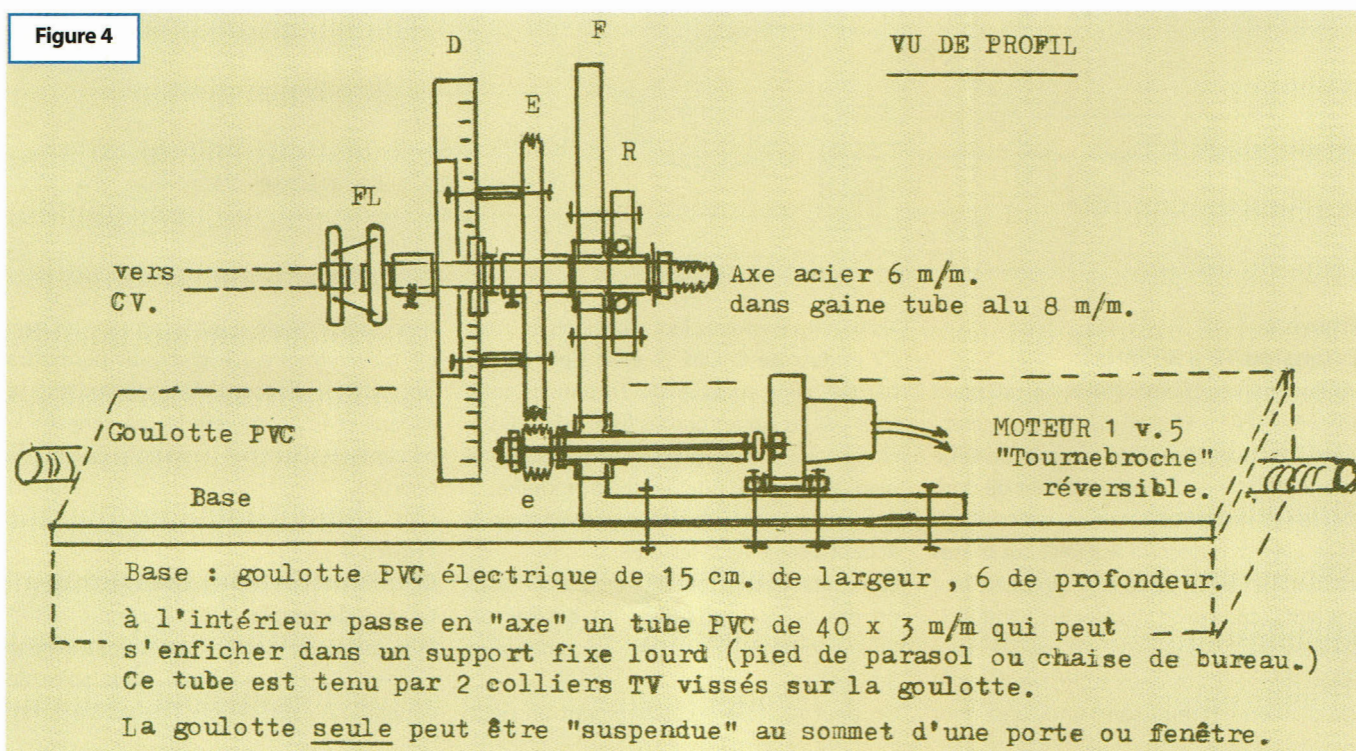 Figure 4
VU DE PROFIL
D
F
E
R
FL
vers
CV.
Axe acier 6 m/m.
dans gaine tube alu 8 m/m.
Goulotte PVC
Base
e
MOTEUR 1 v.5
"Tournebroche"
réversible.
Base : goulotte PVC électrique de 15 cm. de largeur , 6 de profondeur.
à l'intérieur passe en "axe" un tube PVC de 40 x 3 m/m qui peut
s'enficher dans un support fixe lourd (pied de parasol ou chaise de bureau.)
Ce tube est tenu par 2 colliers TV vissés sur la goulotte.
La goulotte seule peut être "suspendue" au sommet d'une porte ou fenêtre.